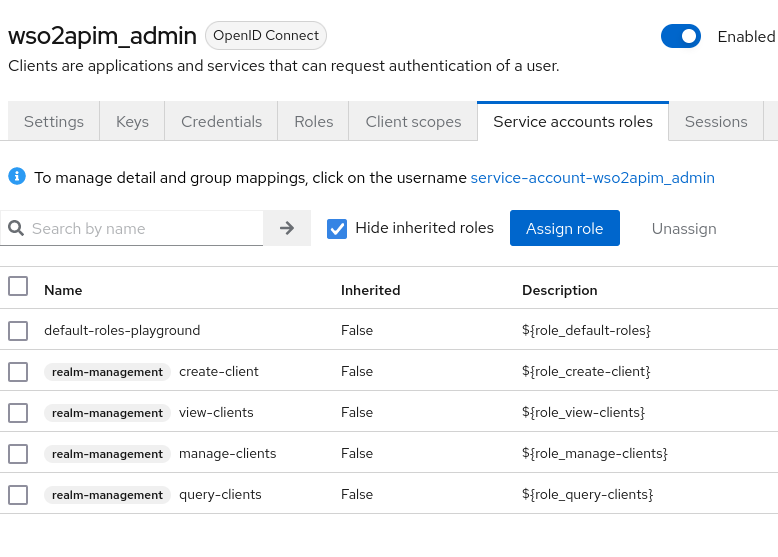 wso2apim_admin OpenID Connect Enabled
Clients are applications and services that can request authentication of a user.
Settings Keys Credentials Roles Client scopes Service accounts roles Sessions
To manage detail and group mappings, click on the username service-account-wso2apim_admin
Search by name Hide inherited roles Assign role Unassign
Name Inherited Description
default-roles-playground False ${role_default-roles}
realm-management create-client False ${role_create-client}
realm-management view-clients False ${role_view-clients}
realm-management manage-clients False ${role_manage-clients}
realm-management query-clients False ${role_query-clients}